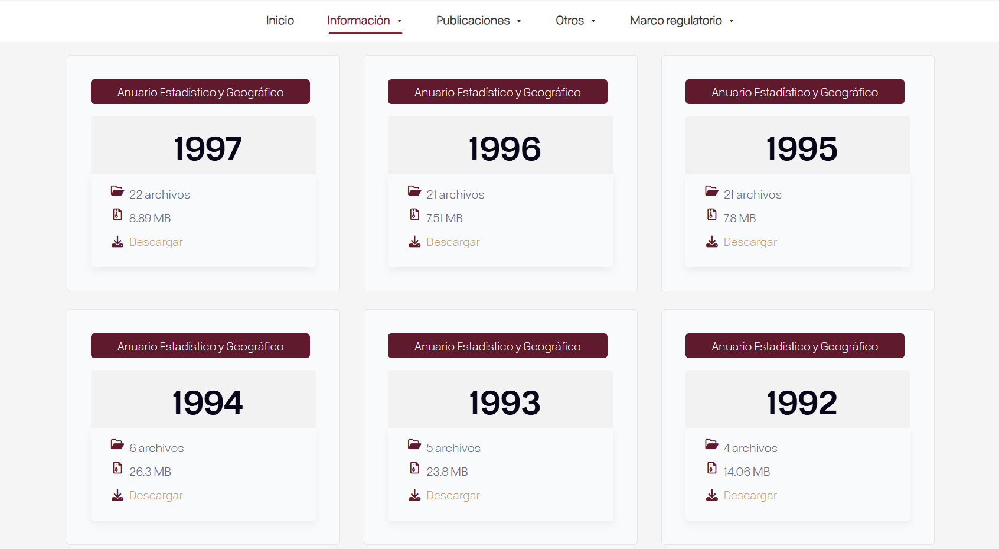 Inicio Información Publicaciones Otros Marco regulatorio
Anuario Estadístico y Geográfico
1997
22 archivos
8.89 MB
Descargar
Anuario Estadístico y Geográfico
1996
21 archivos
7.51 MB
Descargar
Anuario Estadístico y Geográfico
1995
21 archivos
7.8 MB
Descargar
Anuario Estadístico y Geográfico
1994
6 archivos
26.3 MB
Descargar
Anuario Estadístico y Geográfico
1993
5 archivos
23.8 MB
Descargar
Anuario Estadístico y Geográfico
1992
4 archivos
14.06 MB
Descargar